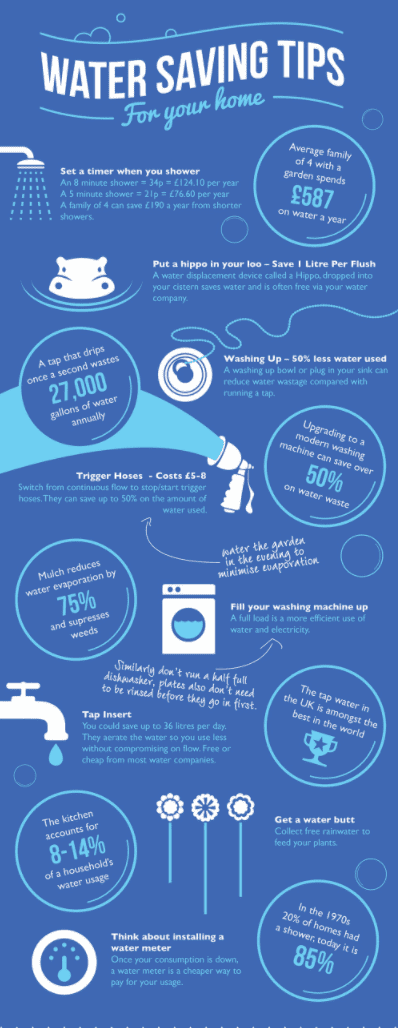 WATER SAVING TIPS
For your home
Set a timer when you shower
An 8 minute shower = 34p = £124.10 per year
A 5 minute shower = 21p = £76.60 per year
A family of 4 can save £190 a year from shorter
showers.
Average family
of 4 with a
garden spends
£587
on water a year
Put a hippo in your loo – Save 1 Litre Per Flush
A water displacement device called a Hippo, dropped into
your cistern saves water and is often free via your water
company.
A tap that drips
once a second wastes
27,000
gallons of water
annually
Washing Up – 50% less water used
A washing up bowl or plug in your sink can
reduce water wastage compared with
running a tap.
Upgrading to a
modern washing
machine can save over
50%
on water waste
Trigger Hoses - Costs £5-8
Switch from continuous flow to stop/start trigger
hoses. They can save up to 50% on the amount of
water used.
water the garden
in the evening to
minimise evaporation
Mulch reduces
water evaporation by
75%
and supresses
weeds
Fill your washing machine up
A full load is a more efficient use of
water and electricity.
Similarly don't run a half full
dishwasher, plates also don't need
to be rinsed before they go in first.
Tap Insert
You could save up to 36 litres per day.
They aerate the water so you use less
without compromising on flow. Free or
cheap from most water companies.
The tap water in
the UK is amongst the
best in the world
The kitchen
accounts for
8-14%
of a household's
water usage
Get a water butt
Collect free rainwater to
feed your plants.
Think about installing a
water meter
Once your consumption is down,
a water meter is a cheaper way to
pay for your usage.
In the 1970s
20% of homes had
a shower, today it is
85%